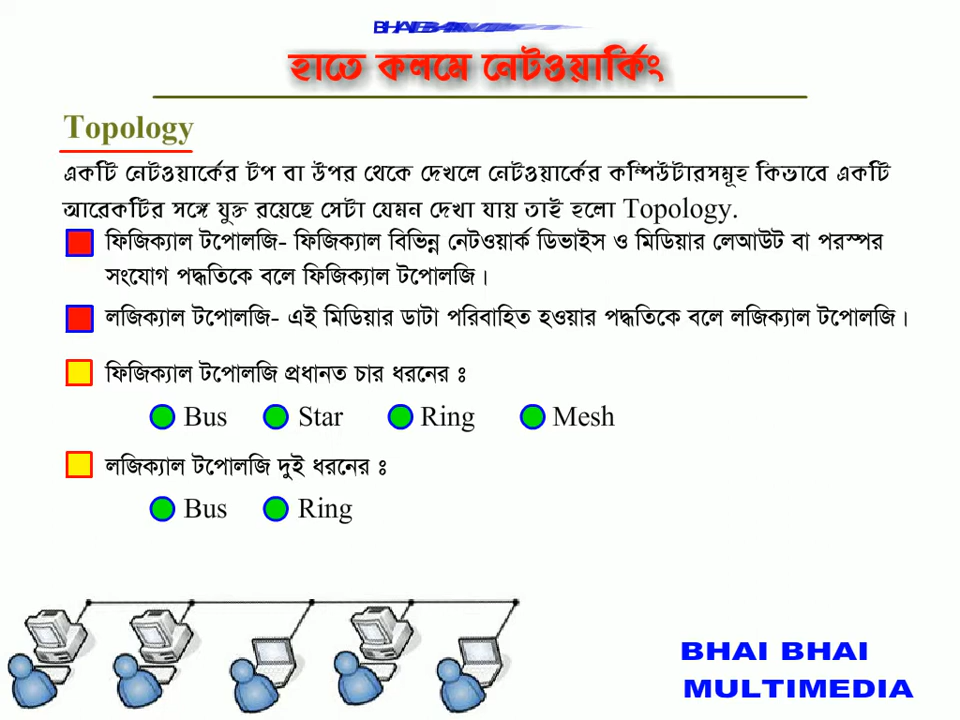 হাতে কলমে নেটওয়ার্কিং
Topology
একটি নেটওয়ার্কের টপ বা উপর থেকে দেখলে নেটওয়ার্কের কম্পিউটারসমূহ কিভাবে একটি
আরেকটির সঙ্গে যুক্ত রয়েছে সেটা যেমন দেখা যায় তাই হলো Topology.
ফিজিক্যাল টপোলজি- ফিজিক্যাল বিভিন্ন নেটওয়ার্ক ডিভাইস ও মিডিয়ার লেআউট বা পরস্পর
সংযোগ পদ্ধতিকে বলে ফিজিক্যাল টপোলজি।
লজিক্যাল টপোলজি- এই মিডিয়ার ডাটা পরিবাহিত হওয়ার পদ্ধতিকে বলে লজিক্যাল টপোলজি।
ফিজিক্যাল টপোলজি প্রধানত চার ধরনের ঃ
Bus Star Ring Mesh
লজিক্যাল টপোলজি দুই ধরনের ঃ
Bus Ring
BHAI BHAI
MULTIMEDIA